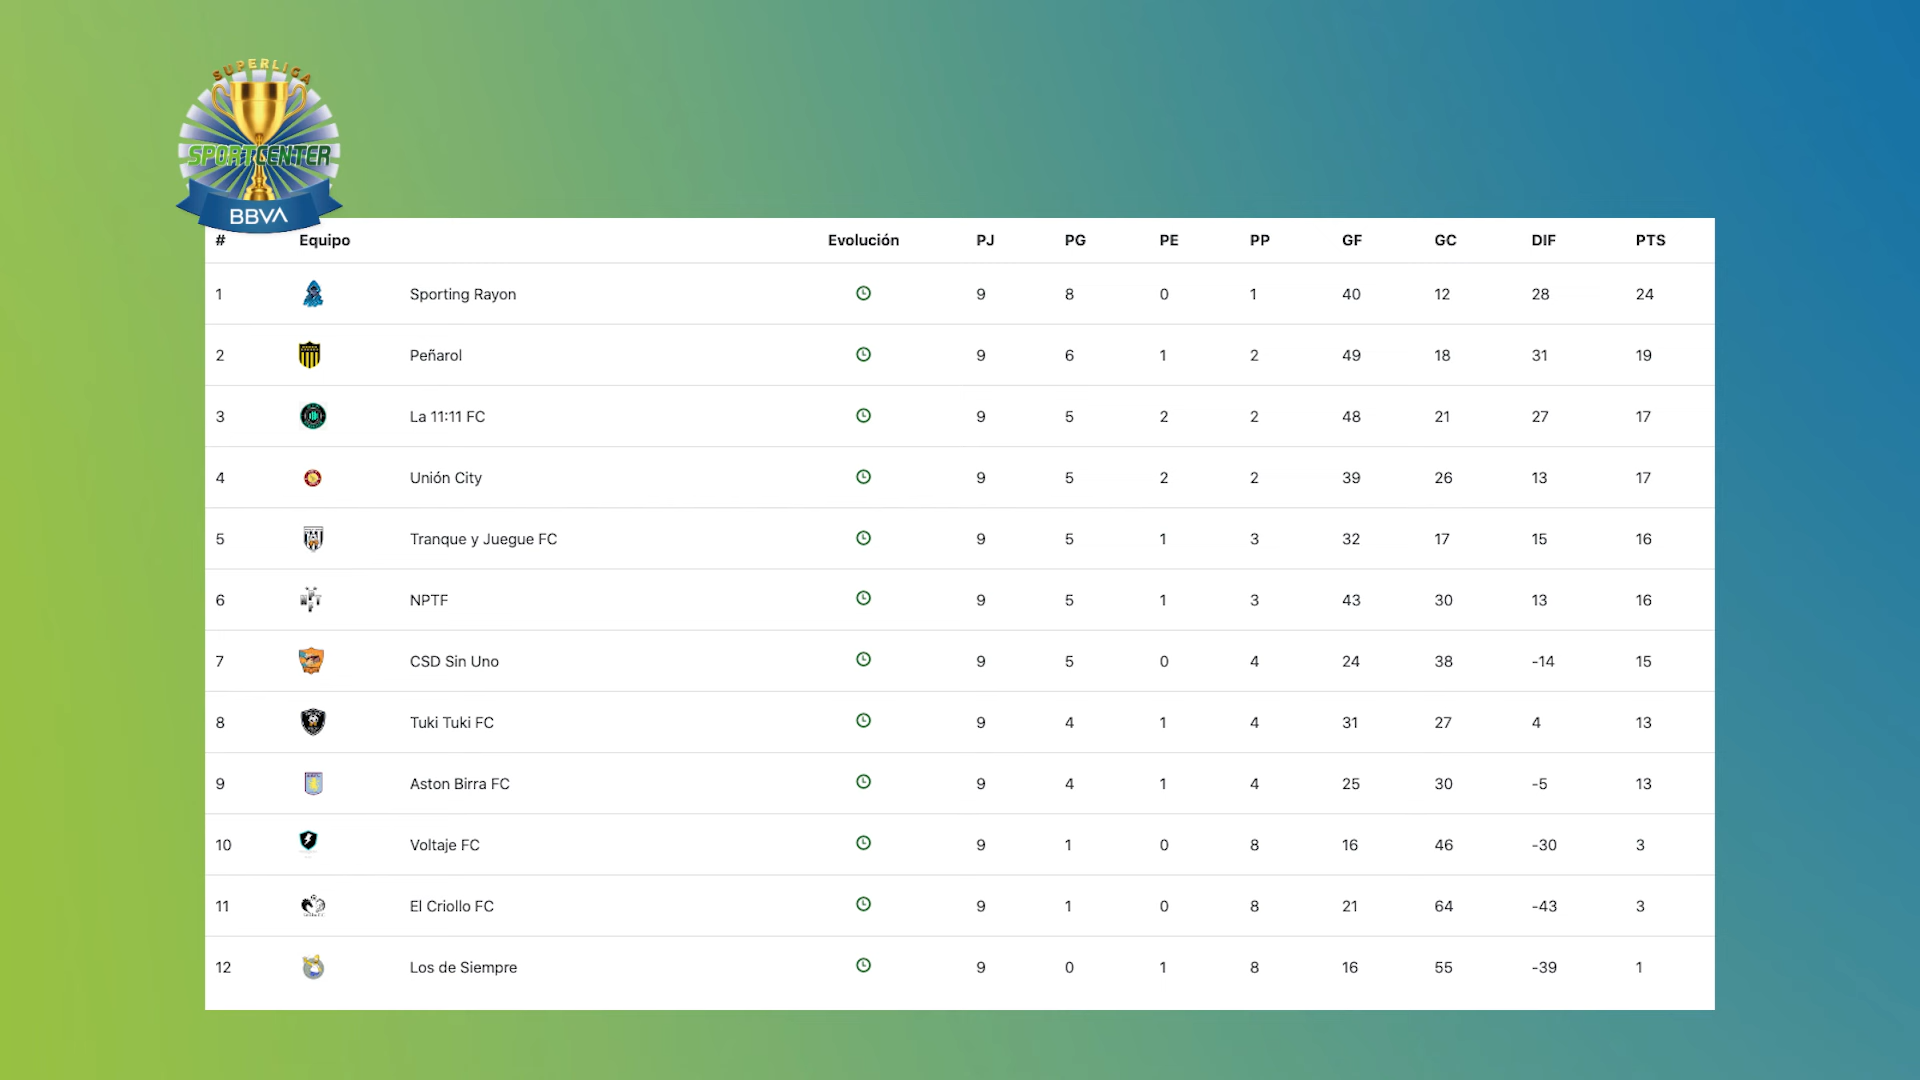 SUPERLIGA
SPORTCENTER
BBVA
# Equipo Evolución PJ PG PE PP GF GC DIF PTS
1 Sporting Rayon 9 8 0 1 40 12 28 24
2 Peñarol 9 6 1 2 49 18 31 19
3 La 11:11 FC 9 5 2 2 48 21 27 17
4 Unión City 9 5 2 2 39 26 13 17
5 Tranque y Juegue FC 9 5 1 3 32 17 15 16
6 NPTF 9 5 1 3 43 30 13 16
7 CSD Sin Uno 9 5 0 4 24 38 -14 15
8 Tuki Tuki FC 9 4 1 4 31 27 4 13
9 Aston Birra FC 9 4 1 4 25 30 -5 13
10 Voltaje FC 9 1 0 8 16 46 -30 3
11 El Criollo FC 9 1 0 8 21 64 -43 3
12 Los de Siempre 9 0 1 8 16 55 -39 1